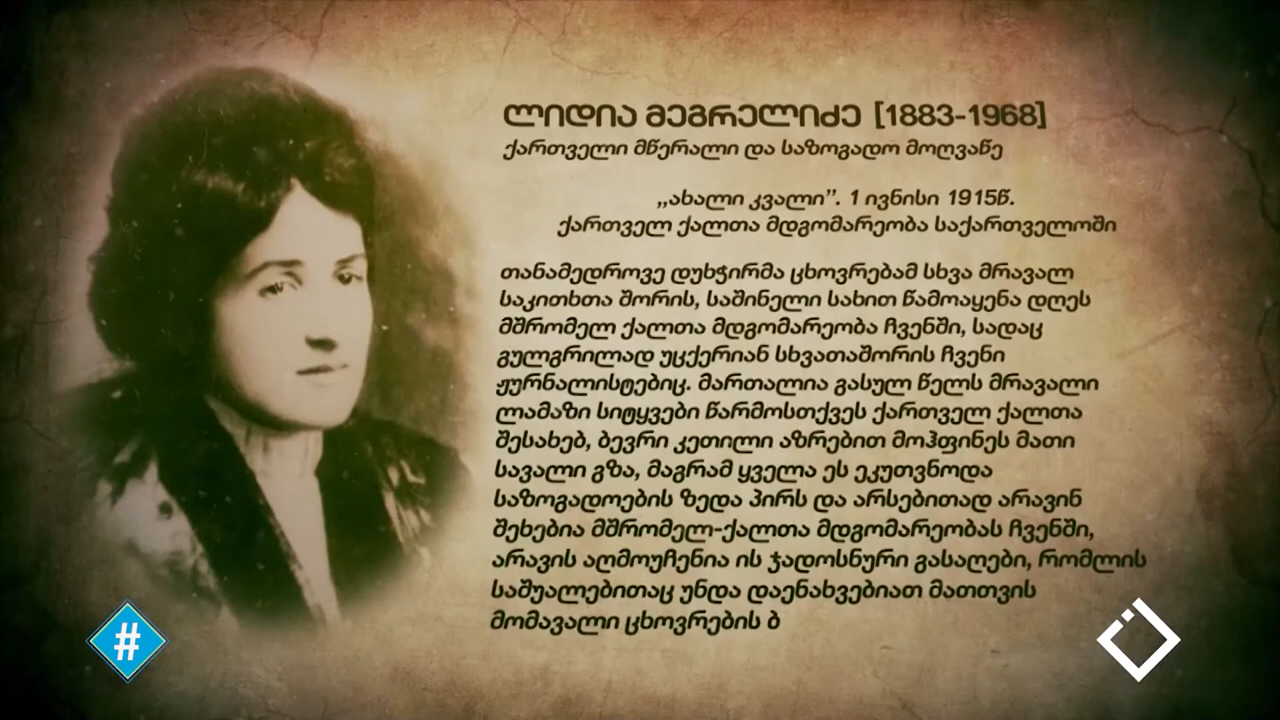 ლიდია მეგრელიძე [1883-1968]
ქართველი მწერალი და საზოგადო მოღვაწე
„ახალი კვალი”. 1 ივნისი 1915წ.
ქართველ ქალთა მდგომარეობა საქართველოში
თანამედროვე დუხჭირმა ცხოვრებამ სხვა მრავალ
საკითხთა შორის, საშინელი სახით წამოაყენა დღეს
მშრომელ ქალთა მდგომარეობა ჩვენში, სადაც
გულგრილად უცქერიან სხვათაშორის ჩვენი
ჟურნალისტებიც. მართალია გასულ წელს მრავალი
ლამაზი სიტყვები წარმოსთქვეს ქართველ ქალთა
შესახებ, ბევრი კეთილი აზრებით მოჰფინეს მათი
სავალი გზა, მაგრამ ყველა ეს ეკუთვნოდა
საზოგადოების ზედა პირს და არსებითად არავინ
შეხებია მშრომელ-ქალთა მდგომარეობას ჩვენში,
არავის აღმოუჩენია ის ჯადოსნური გასაღები, რომლის
საშუალებითაც უნდა დაენახვებიათ მათთვის
მომავალი ცხოვრების ბ
#